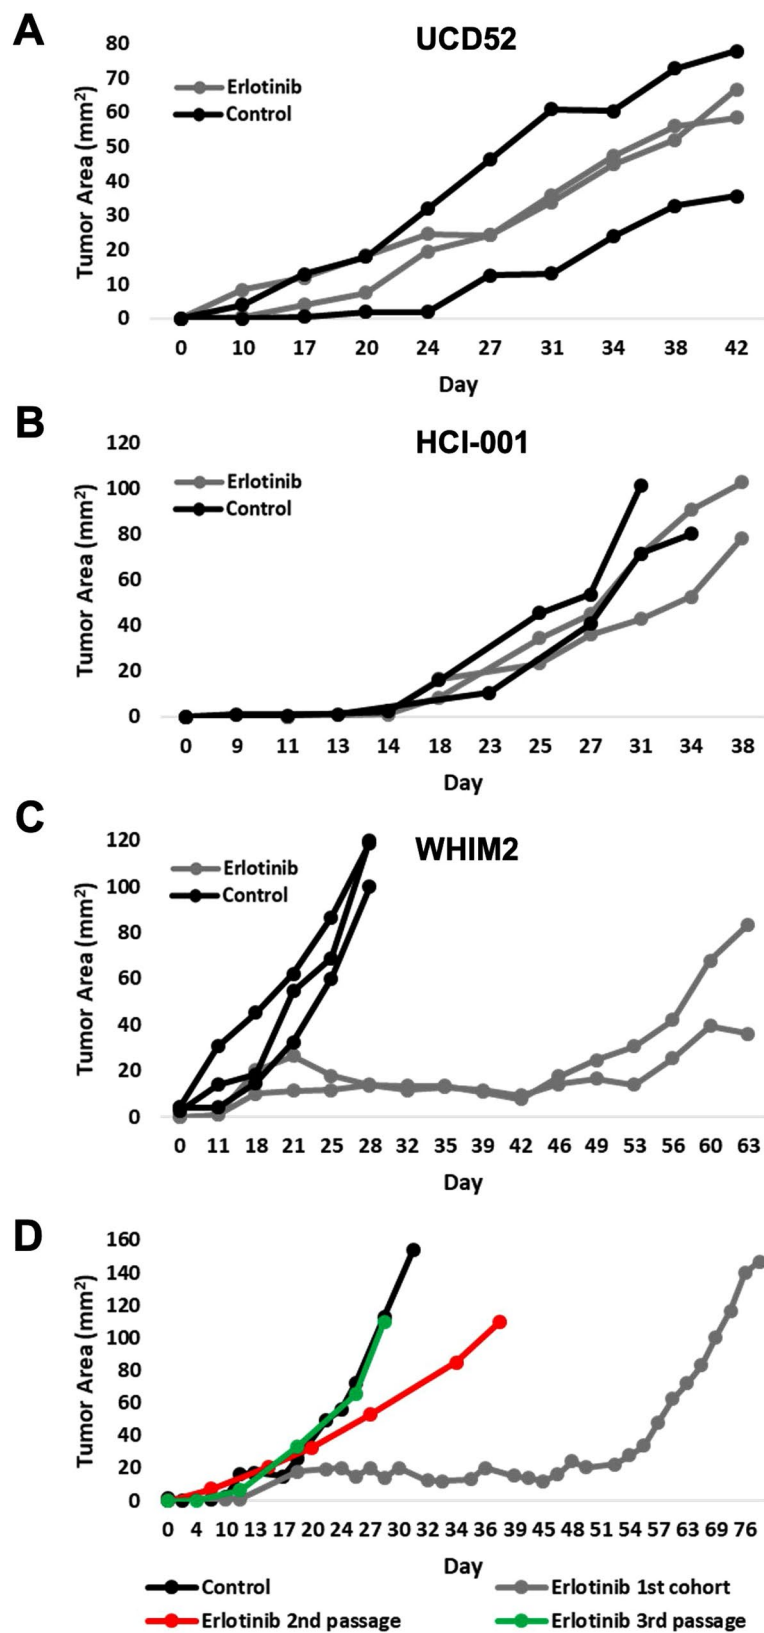 A
UCD52
80
70
60
50
40
30
20
10
0
Tumor Area (mm²)
Erlotinib
Control
0 10 17 20 24 27 31 34 38 42
Day
B
HCI-001
120
100
80
60
40
20
0
Tumor Area (mm²)
Erlotinib
Control
0 9 11 13 14 18 23 25 27 31 34 38
Day
C
WHIM2
120
100
80
60
40
20
0
Tumor Area (mm²)
Erlotinib
Control
0 11 18 21 25 28 32 35 39 42 46 49 53 56 60 63
Day
D
160
140
120
100
80
60
40
20
0
Tumor Area (mm²)
0 4 10 13 17 20 24 27 30 32 34 36 39 45 48 51 54 57 63 69 76
Day
Control
Erlotinib 1st cohort
Erlotinib 2nd passage
Erlotinib 3rd passage